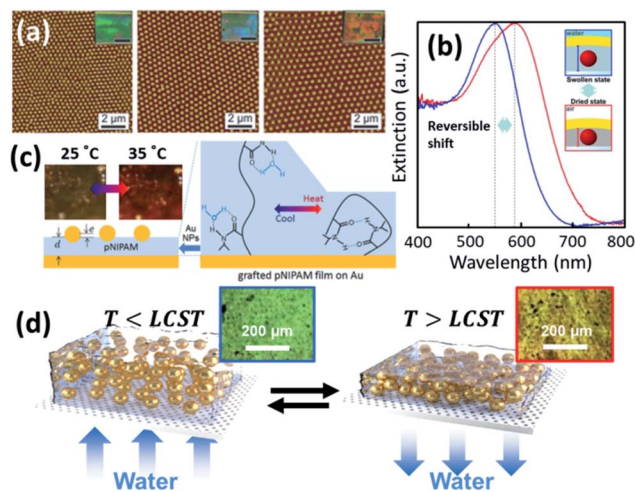 (a)
2 μm
2 μm
2 μm
(b)
Extinction (a.u.)
water
Swollen state
Dried state
air
Reversible
shift
400 500 600 700 800
Wavelength (nm)
(c)
25 ˚C 35 ˚C
d
e
pNIPAM
Au
NPs
Heat
Cool
grafted pNIPAM film on Au
(d)
T < LCST
200 μm
T > LCST
200 μm
Water
Water